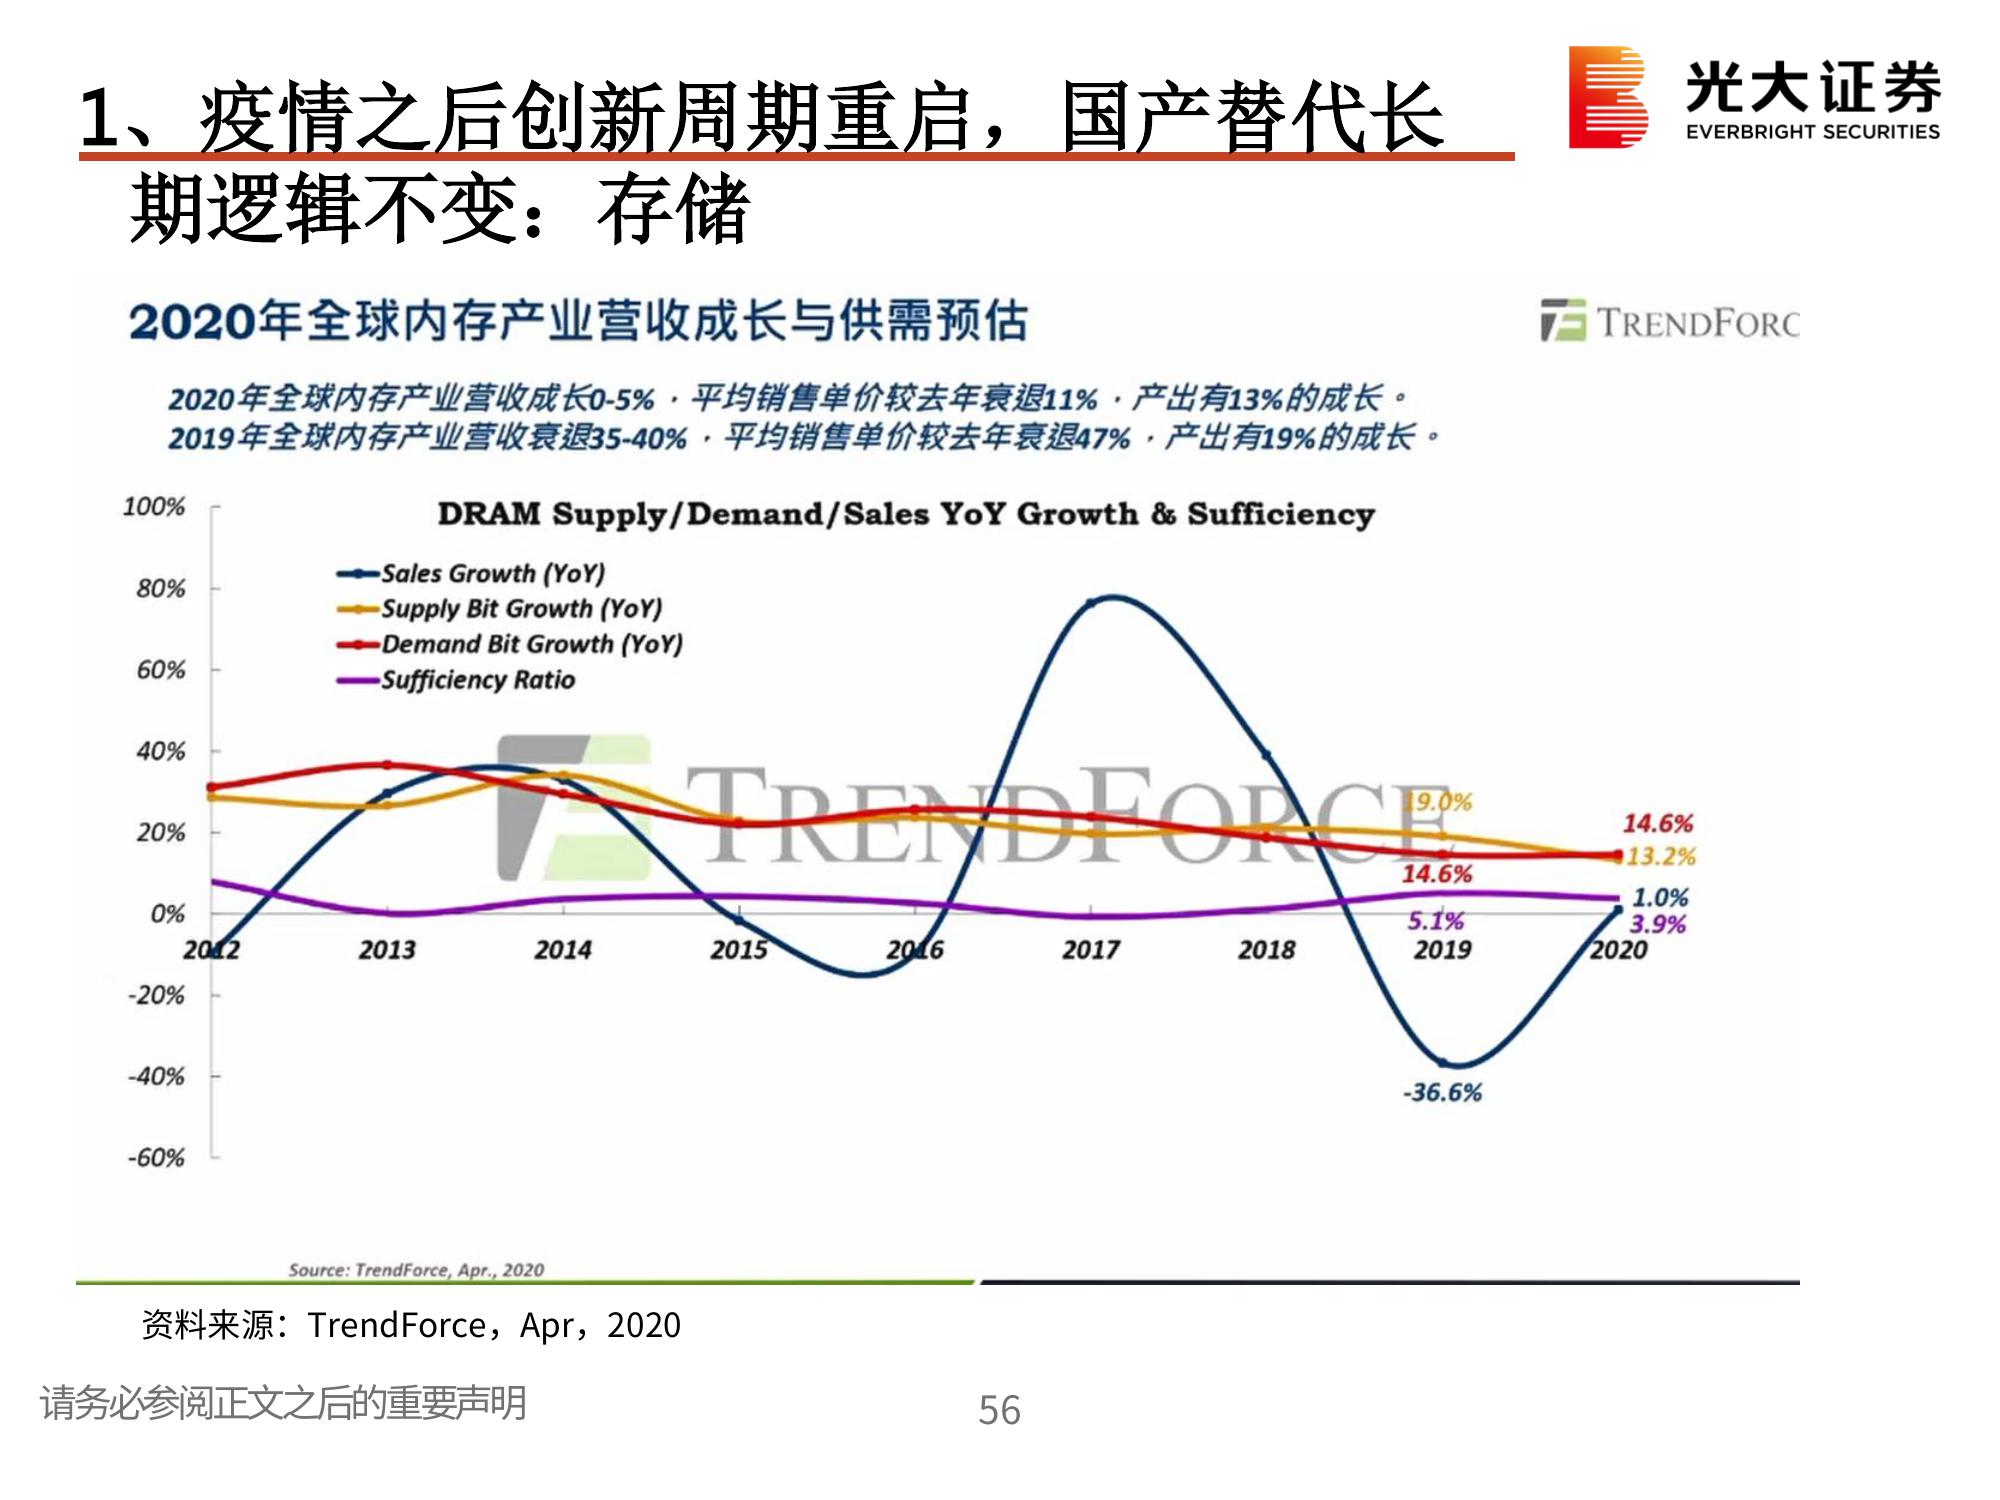 1、疫情之后创新周期重启，国产替代长
期逻辑不变：存储
光大证券
EVERBRIGHT SECURITIES
2020年全球内存产业营收成长与供需预估
TRENDFORC
2020年全球内存产业营收成长0-5%，平均销售单价较去年衰退11%，产出有13%的成长。
2019年全球内存产业营收衰退35-40%，平均销售单价较去年衰退47%，产出有19%的成长。
DRAM Supply/Demand/Sales YoY Growth & Sufficiency
Sales Growth (YoY)
Supply Bit Growth (YoY)
Demand Bit Growth (YoY)
Sufficiency Ratio
100%
80%
60%
40%
20%
0%
-20%
-40%
-60%
TRENDFORCE
19.0%
14.6%
5.1%
-36.6%
14.6%
13.2%
1.0%
3.9%
2012 2013 2014 2015 2016 2017 2018 2019 2020
Source: TrendForce, Apr., 2020
资料来源：TrendForce，Apr，2020
请务必参阅正文之后的重要声明
56